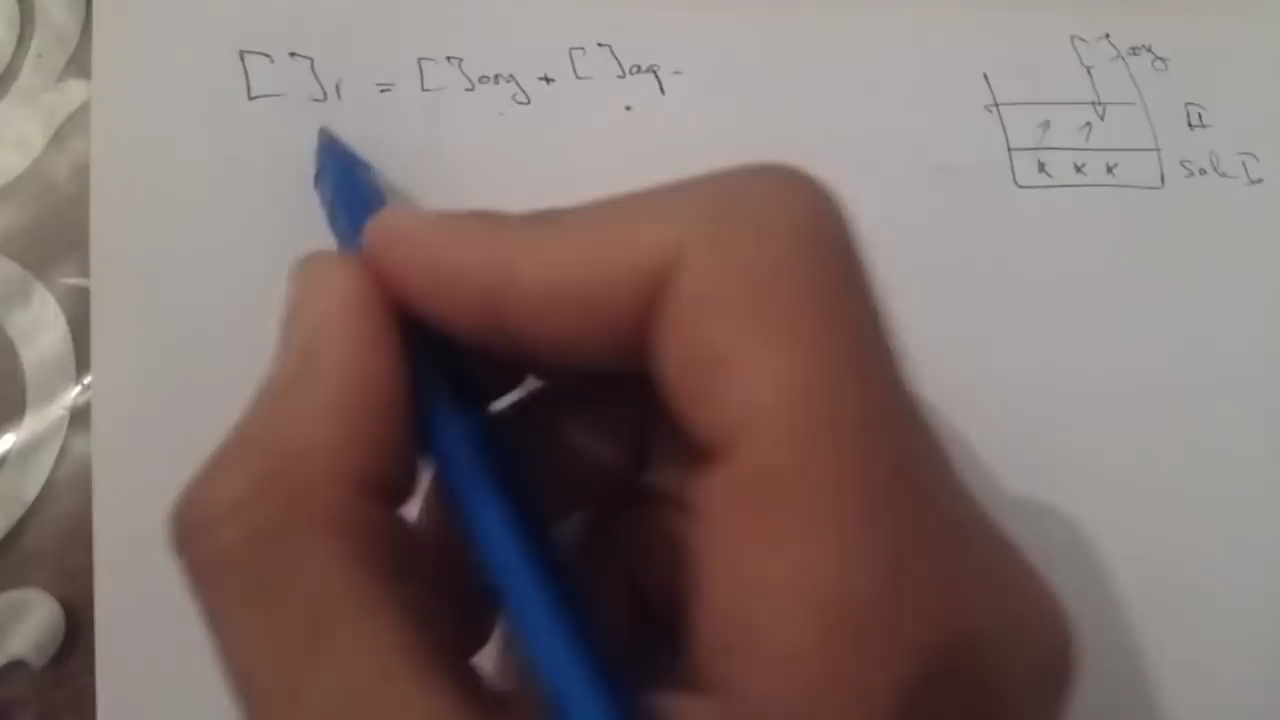 [ ]₁ = [ ]org + [ ]aq
[ ]org
II
Sol I
x x x